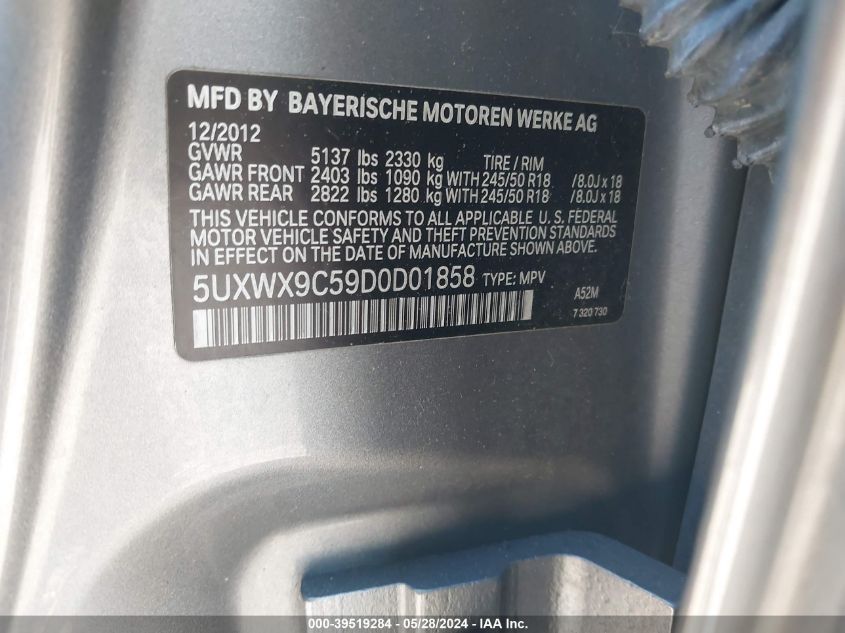 MFD BY BAYERISCHE MOTOREN WERKE AG
12/2012
GVWR 5137 lbs 2330 kg TIRE / RIM
GAWR FRONT 2403 lbs 1090 kg WITH 245/50 R18 / 8.0J x 18
GAWR REAR 2822 lbs 1280 kg WITH 245/50 R18 / 8.0J x 18
THIS VEHICLE CONFORMS TO ALL APPLICABLE U. S. FEDERAL
MOTOR VEHICLE SAFETY AND THEFT PREVENTION STANDARDS
IN EFFECT ON THE DATE OF MANUFACTURE SHOWN ABOVE.
5UXWX9C59D0D01858 TYPE: MPV
A52M
7 320 730
000-39519284 - 05/28/2024 - IAA Inc.